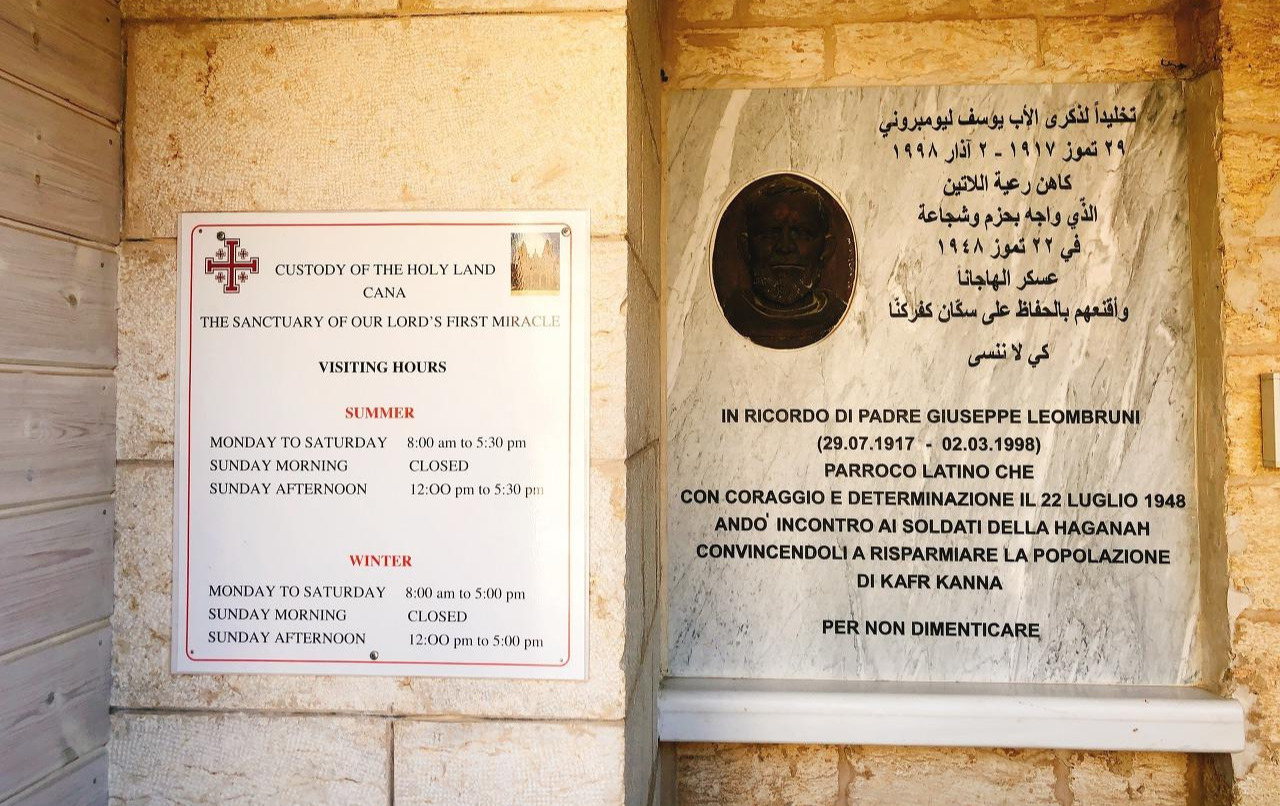 CUSTODY OF THE HOLY LAND
CANA
THE SANCTUARY OF OUR LORD'S FIRST MIRACLE
VISITING HOURS
SUMMER
MONDAY TO SATURDAY 8:00 am to 5:30 pm
SUNDAY MORNING CLOSED
SUNDAY AFTERNOON 12:OO pm to 5:30 pm
WINTER
MONDAY TO SATURDAY 8:00 am to 5:00 pm
SUNDAY MORNING CLOSED
SUNDAY AFTERNOON 12:OO pm to 5:00 pm
تخليداً لذكرى الأب يوسف ليومبروني
٢٩ تموز ١٩١٧ - ٢ آذار ١٩٩٨
كاهن رعية اللاتين
الذّي واجه بحزم وشجاعة
في ٢٢ تموز ١٩٤٨
عسكر الهاجانا
وأقنعهم بالحفاظ على سكّان كفركنّا
كي لا ننسى
IN RICORDO DI PADRE GIUSEPPE LEOMBRUNI
(29.07.1917 - 02.03.1998)
PARROCO LATINO CHE
CON CORAGGIO E DETERMINAZIONE IL 22 LUGLIO 1948
ANDO' INCONTRO AI SOLDATI DELLA HAGANAH
CONVINCENDOLI A RISPARMIARE LA POPOLAZIONE
DI KAFR KANNA
PER NON DIMENTICARE